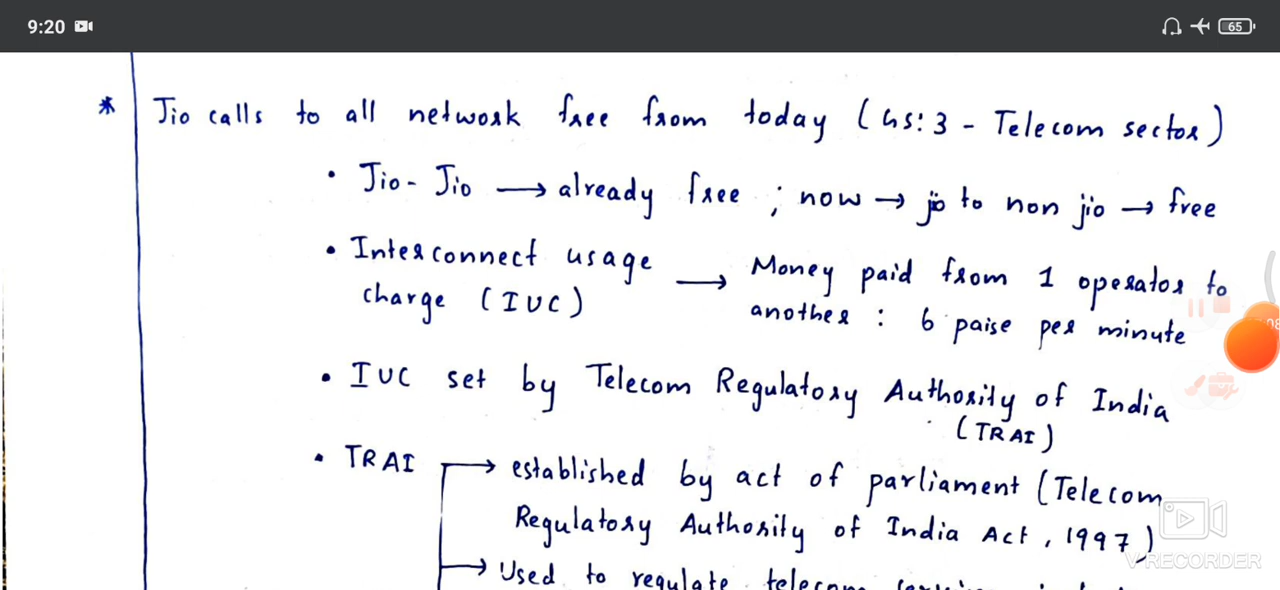 9:20
65
* Jio calls to all network free from today (GS:3 - Telecom sector)
• Jio - Jio → already free ; now → jio to non jio → free
• Interconnect usage charge (IUC) → Money paid from 1 operator to another : 6 paise per minute
• IUC set by Telecom Regulatory Authority of India (TRAI)
• TRAI → established by act of parliament (Telecom Regulatory Authority of India Act, 1997)
→ Used to regulate telecom
V RECORDER